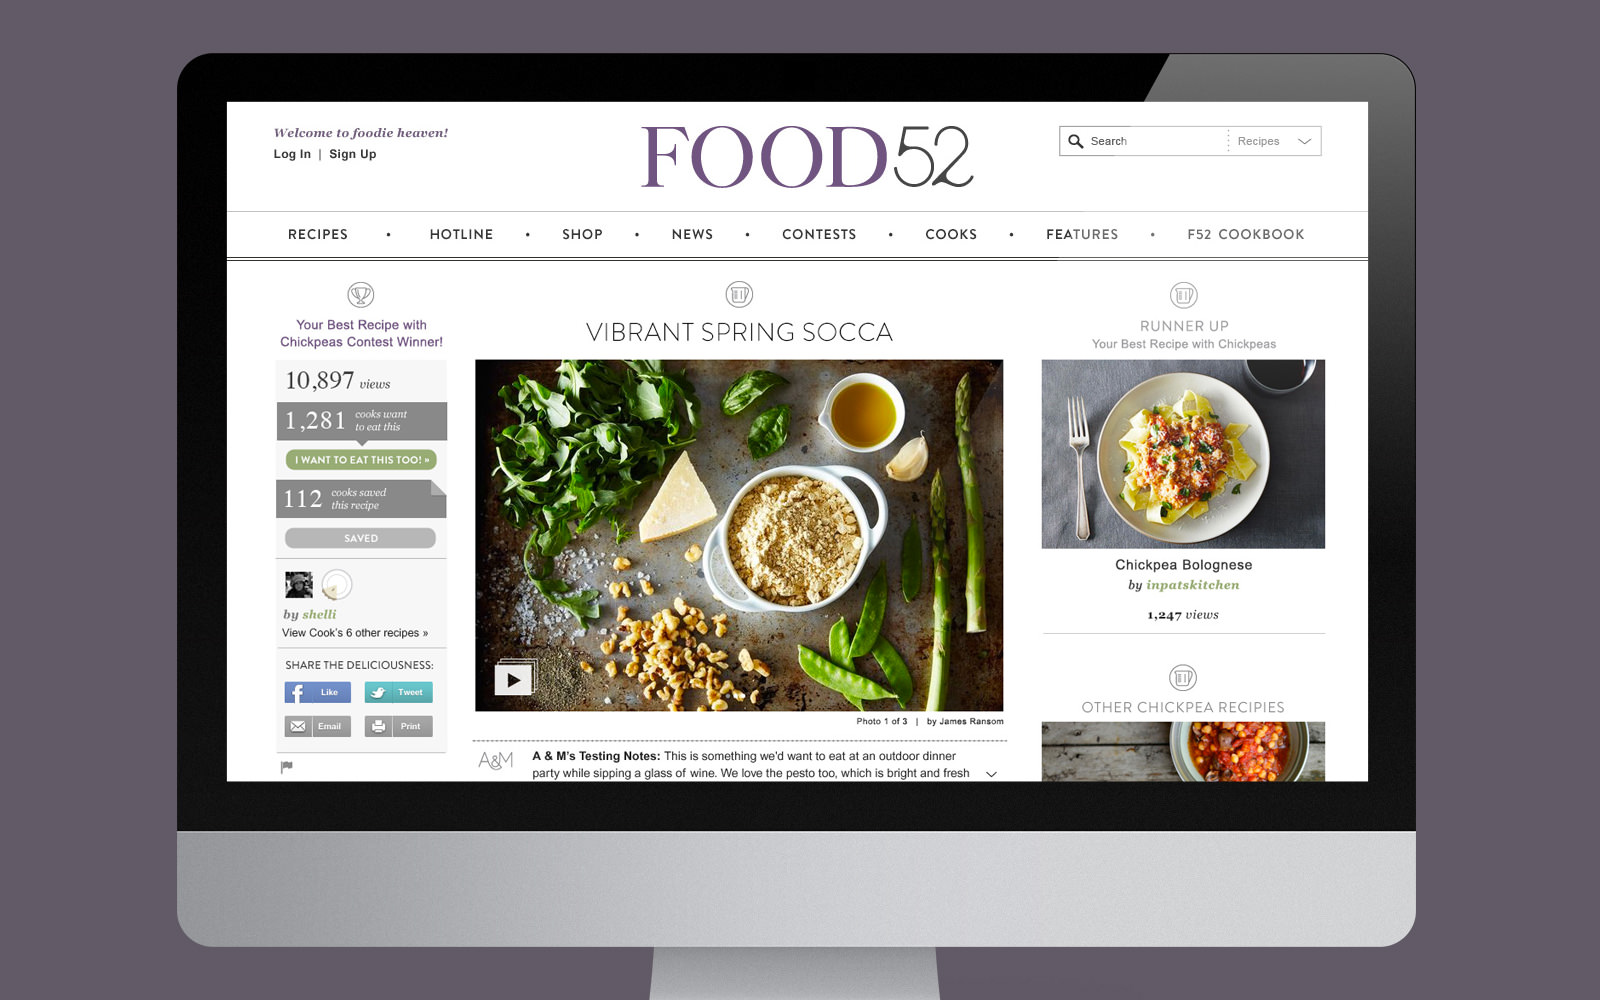 Welcome to foodie heaven!
Log In | Sign Up
FOOD52
Search
Recipes
RECIPES • HOTLINE • SHOP • NEWS • CONTESTS • COOKS • FEATURES • F52 COOKBOOK
Your Best Recipe with
Chickpeas Contest Winner!
10,897 views
1,281 cooks want
to eat this
I WANT TO EAT THIS TOO! »
112 cooks saved
this recipe
SAVED
by shelli
View Cook's 6 other recipes »
SHARE THE DELICIOUSNESS:
f Like
Tweet
Email
Print
VIBRANT SPRING SOCCA
Photo 1 of 3 | by James Ransom
A&M
A & M's Testing Notes: This is something we'd want to eat at an outdoor dinner
party while sipping a glass of wine. We love the pesto too, which is bright and fresh
RUNNER UP
Your Best Recipe with Chickpeas
Chickpea Bolognese
by inpatskitchen
1,247 views
OTHER CHICKPEA RECIPIES